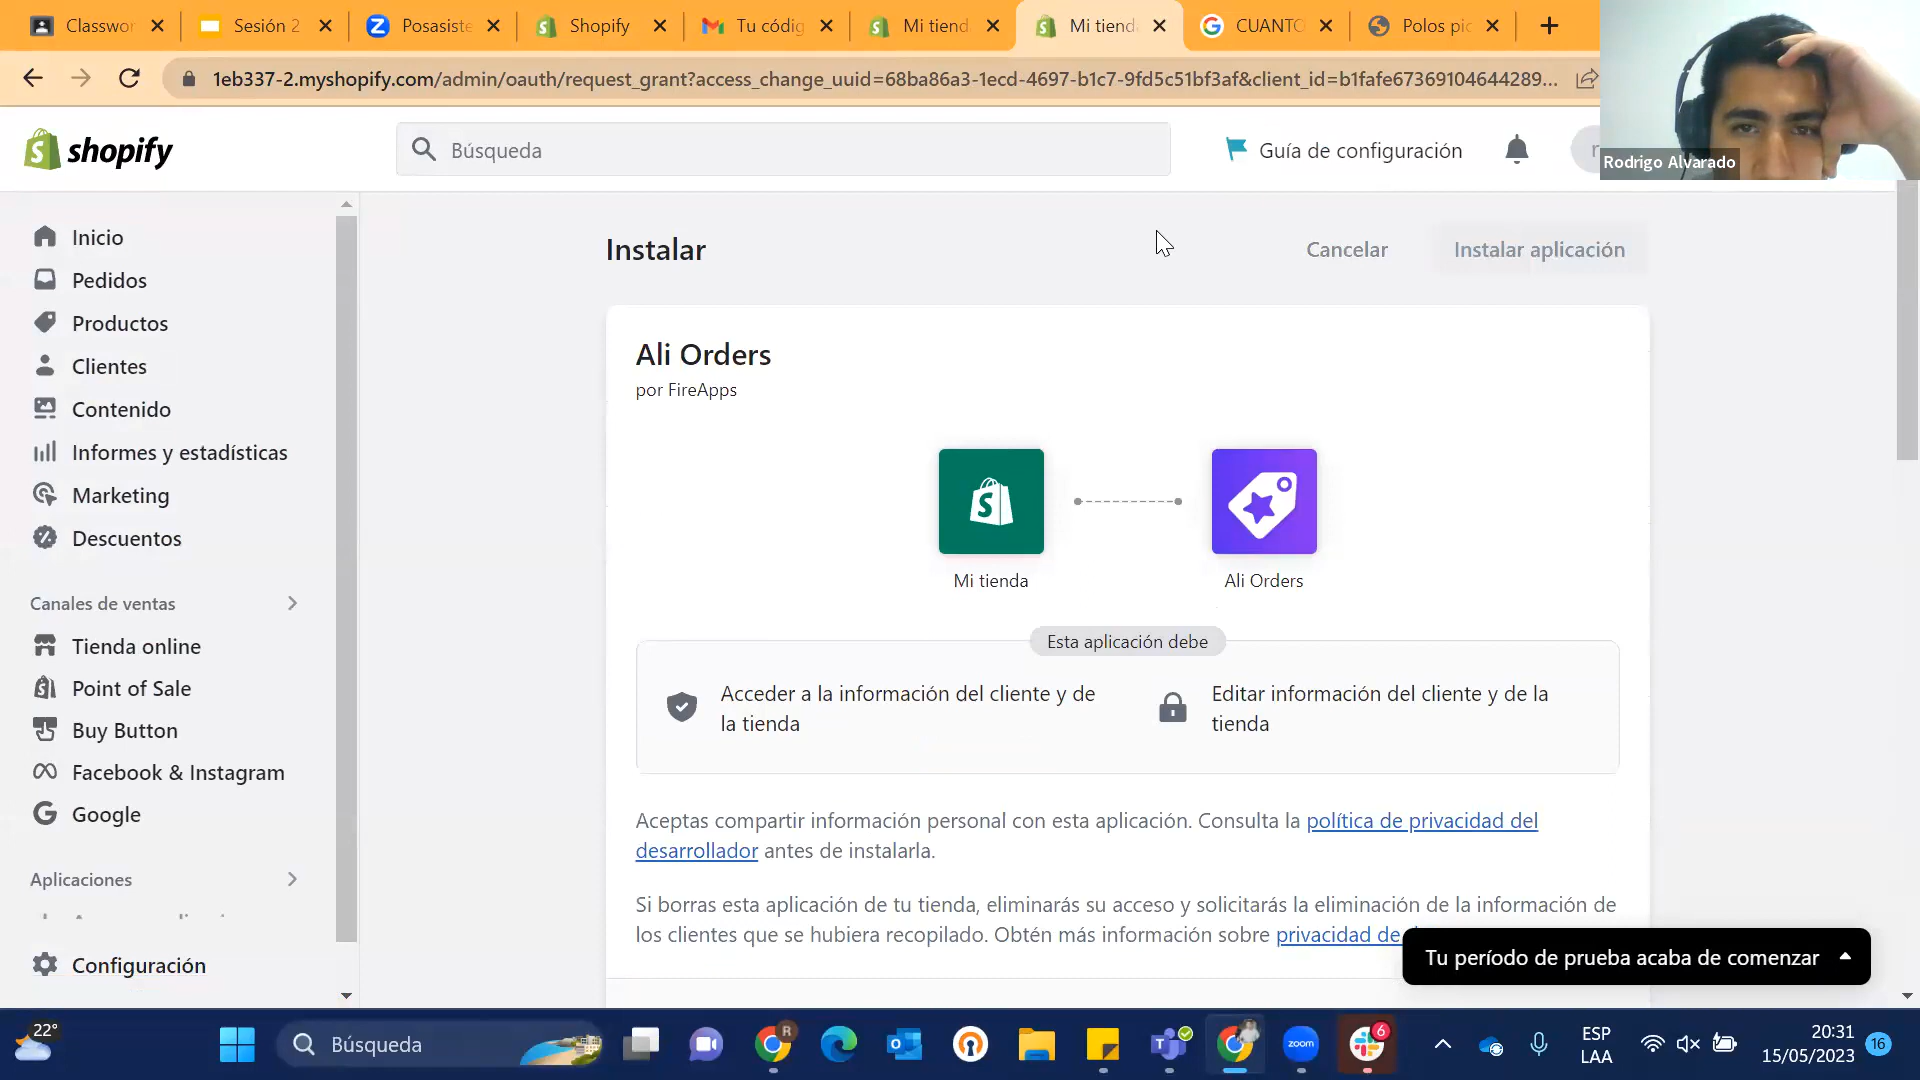 Classwor
Sesión 2
Posasiste
Shopify
Tu códig
Mi tiend
Mi tiend
CUANTO
Polos pic
1eb337-2.myshopify.com/admin/oauth/request_grant?access_change_uuid=68ba86a3-1ecd-4697-b1c7-9fd5c51bf3af&client_id=b1fafe67369104644289...
shopify
Búsqueda
Guía de configuración
r
Rodrigo Alvarado
Inicio
Pedidos
Productos
Clientes
Contenido
Informes y estadísticas
Marketing
Descuentos
Canales de ventas
Tienda online
Point of Sale
Buy Button
Facebook & Instagram
Google
Aplicaciones
Configuración
Instalar
Cancelar
Instalar aplicación
Ali Orders
por FireApps
Mi tienda
Ali Orders
Esta aplicación debe
Acceder a la información del cliente y de
la tienda
Editar información del cliente y de la
tienda
Aceptas compartir información personal con esta aplicación. Consulta la política de privacidad del
desarrollador antes de instalarla.
Si borras esta aplicación de tu tienda, eliminarás su acceso y solicitarás la eliminación de la información de
los clientes que se hubiera recopilado. Obtén más información sobre privacidad de
Tu período de prueba acaba de comenzar
22°
Búsqueda
R
zoom
6
ESP
LAA
20:31
15/05/2023
16